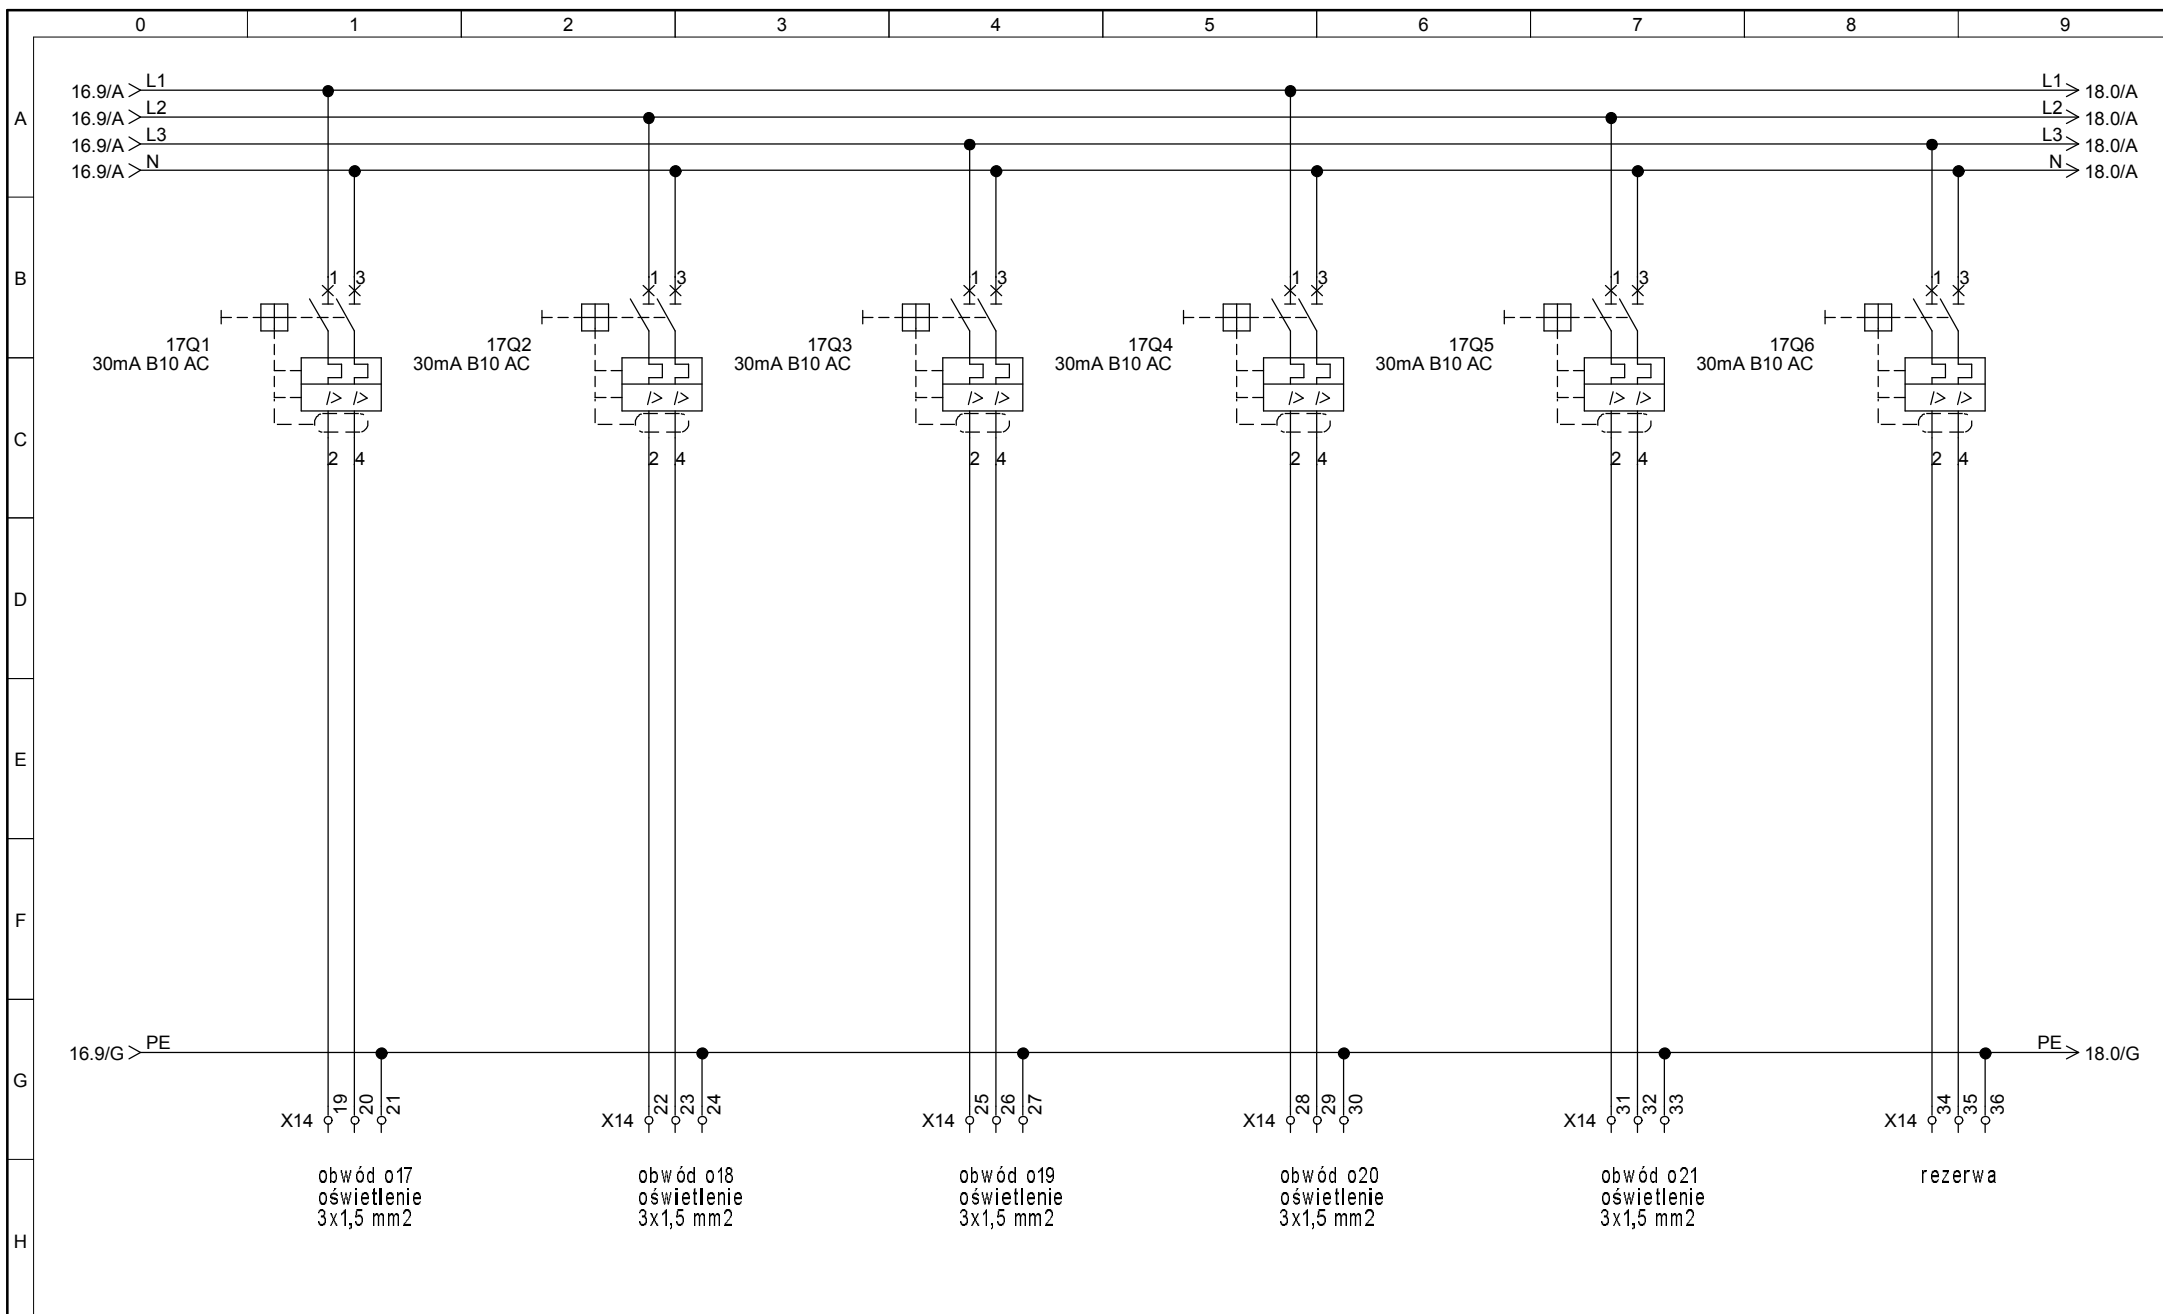 0 1 2 3 4 5 6 7 8 9
16.9/A L1 L1 18.0/A
A
16.9/A L2 L2 18.0/A
16.9/A L3 L3 18.0/A
16.9/A N N 18.0/A
B
1 3 1 3 1 3 1 3 1 3 1 3
17Q1 17Q2 17Q3 17Q4 17Q5 17Q6
30mA B10 AC 30mA B10 AC 30mA B10 AC 30mA B10 AC 30mA B10 AC 30mA B10 AC
I> I> I> I> I> I> I> I> I> I> I> I>
C
2 4 2 4 2 4 2 4 2 4 2 4
D
E
F
16.9/G PE PE 18.0/G
G
X14 19 20 21 X14 22 23 24 X14 25 26 27 X14 28 29 30 X14 31 32 33 X14 34 35 36
obwód o17 obwód o18 obwód o19 obwód o20 obwód o21 rezerwa
oświetlenie oświetlenie oświetlenie oświetlenie oświetlenie
3x1,5 mm2 3x1,5 mm2 3x1,5 mm2 3x1,5 mm2 3x1,5 mm2
H